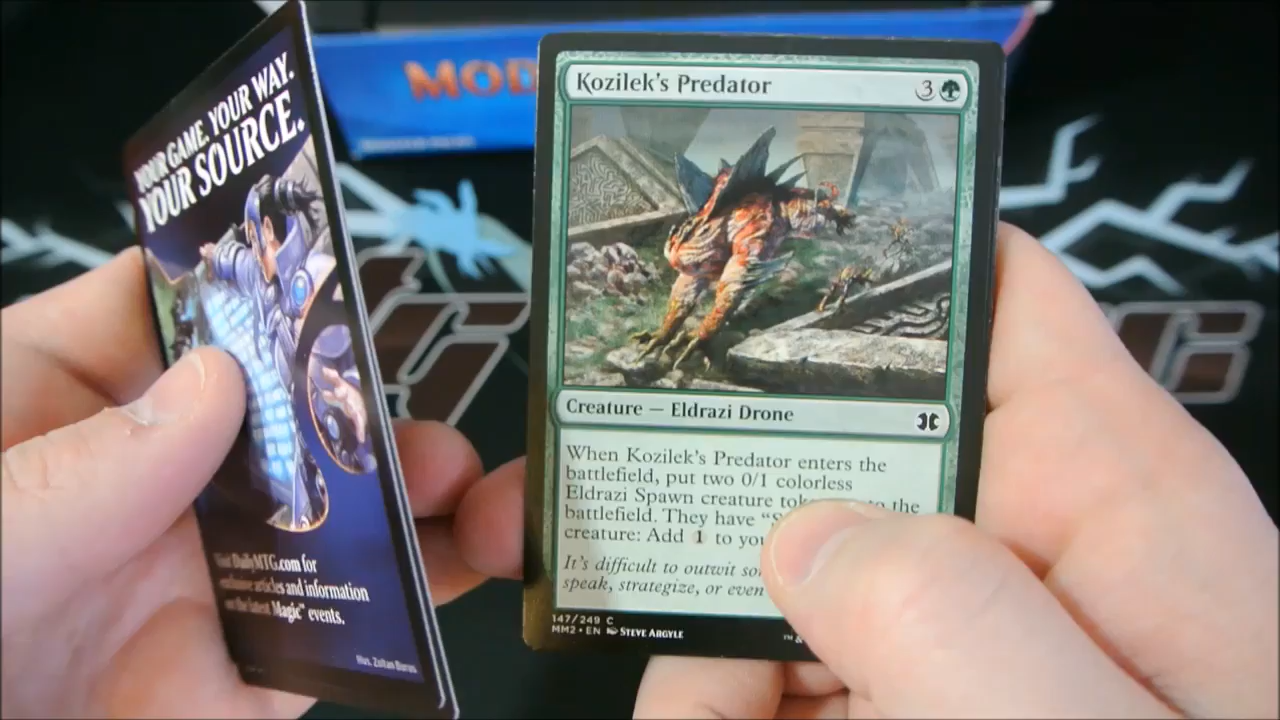 YOUR GAME. YOUR WAY.
YOUR SOURCE.
Visit DailyMTG.com for
exclusive articles and information
on the latest Magic™ events.
Illus. Zoltan Boros
MOD
Kozilek's Predator
3
Creature — Eldrazi Drone
When Kozilek's Predator enters the
battlefield, put two 0/1 colorless
Eldrazi Spawn creature the
battlefield. They have
creature: Add 1 to
It's difficult to outwit
speak, strategize, or even
147/249 C
MM2 • EN STEVE ARGYLE
™ &